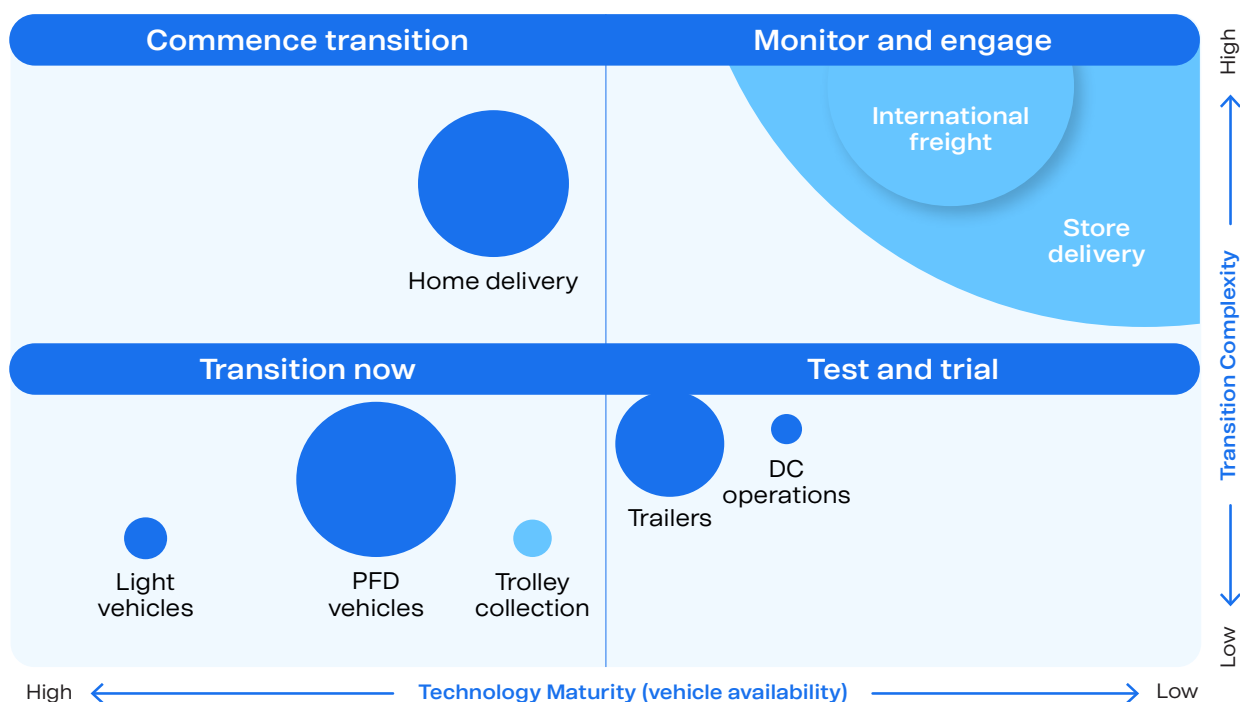 Commence transition
Monitor and engage
High
International
freight
Store
delivery
Home delivery
Transition Complexity
Transition now
Test and trial
DC
operations
Trailers
Light
vehicles
PFD
vehicles
Trolley
collection
Low
High
Technology Maturity (vehicle availability)
Low